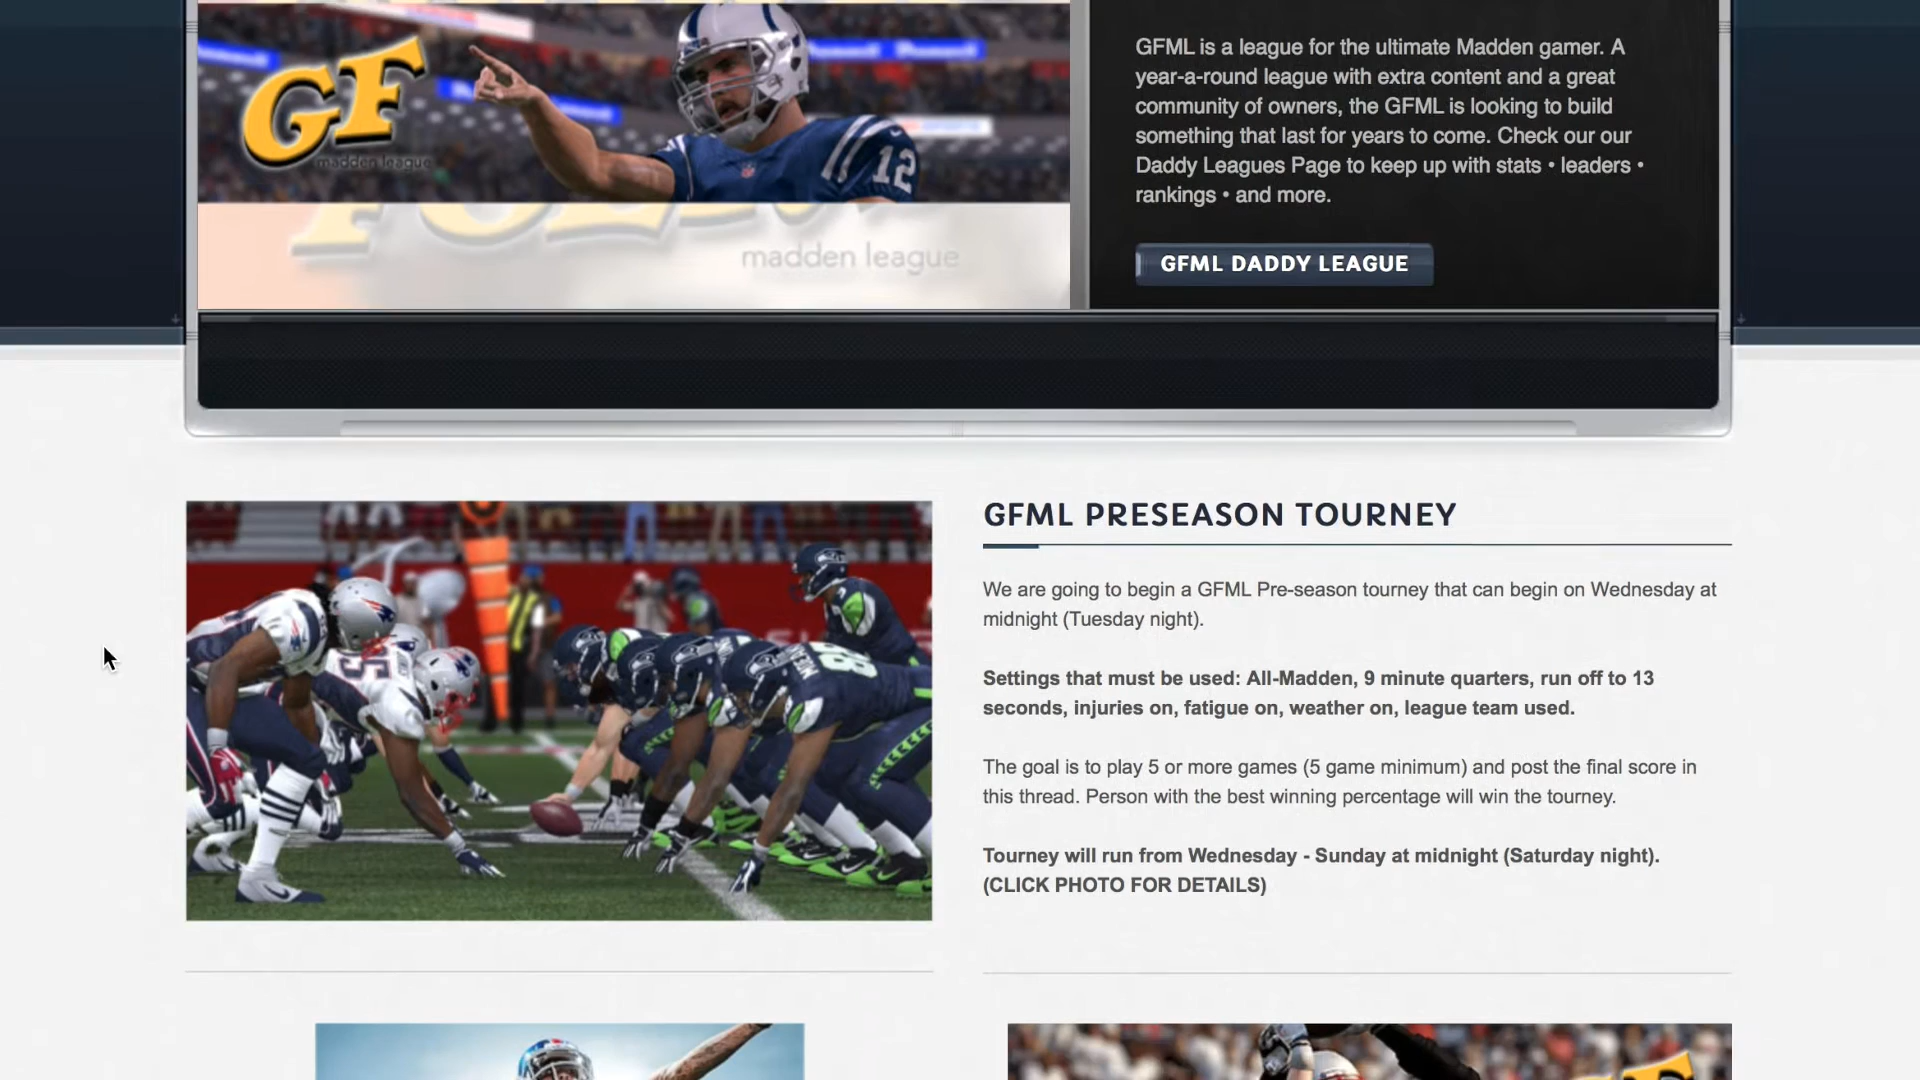 GF
madden league
12
madden league
GFML is a league for the ultimate Madden gamer. A
year-a-round league with extra content and a great
community of owners, the GFML is looking to build
something that last for years to come. Check our our
Daddy Leagues Page to keep up with stats • leaders •
rankings • and more.
GFML DADDY LEAGUE
GFML PRESEASON TOURNEY
We are going to begin a GFML Pre-season tourney that can begin on Wednesday at
midnight (Tuesday night).
Settings that must be used: All-Madden, 9 minute quarters, run off to 13
seconds, injuries on, fatigue on, weather on, league team used.
The goal is to play 5 or more games (5 game minimum) and post the final score in
this thread. Person with the best winning percentage will win the tourney.
Tourney will run from Wednesday - Sunday at midnight (Saturday night).
(CLICK PHOTO FOR DETAILS)